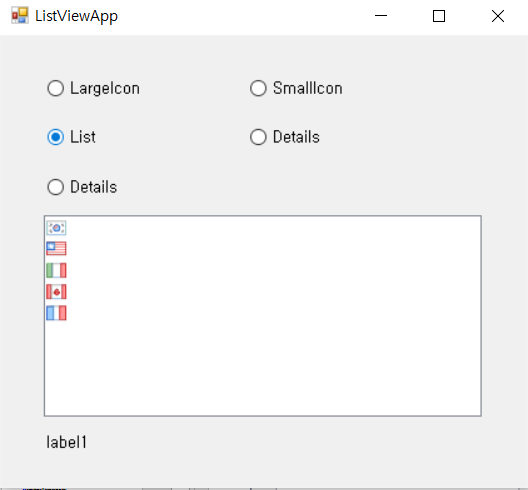 ListViewApp
LargeIcon
SmallIcon
List
Details
Details
label1